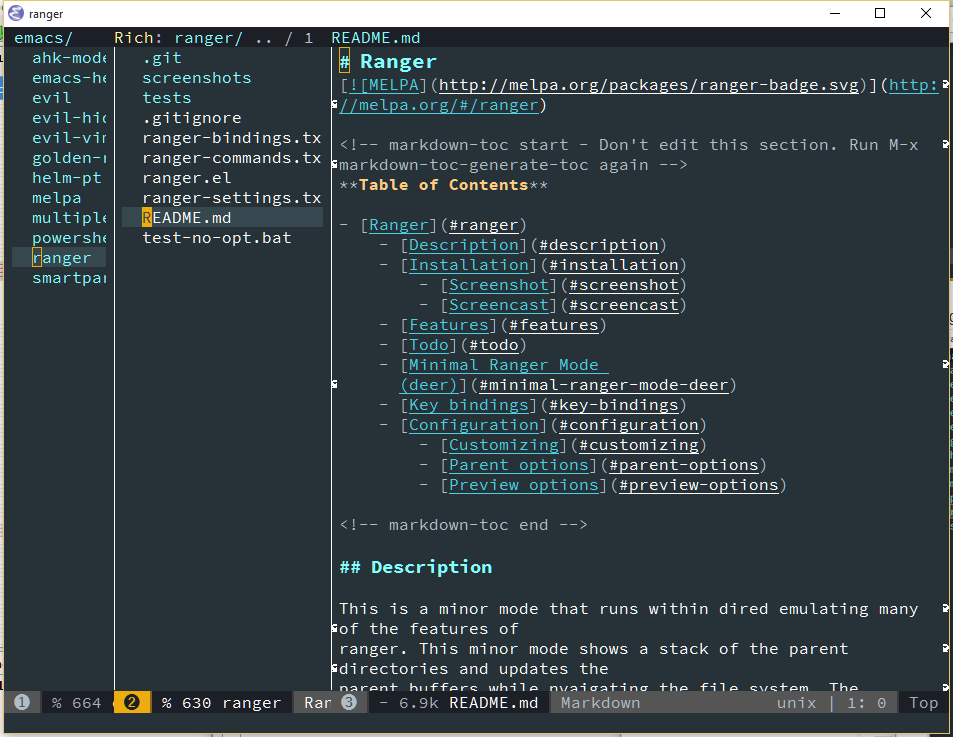 ranger
emacs/ Rich: ranger/ .. / 1 README.md
ahk-mode
emacs-he
evil
evil-hid
evil-vin
golden-r
helm-pt
melpa
multiple
powershe
ranger
smartpar
.git
screenshots
tests
.gitignore
ranger-bindings.tx
ranger-commands.tx
ranger.el
ranger-settings.tx
README.md
test-no-opt.bat
# Ranger
[![MELPA](http://melpa.org/packages/ranger-badge.svg)](http:
//melpa.org/#/ranger)
<!-- markdown-toc start - Don't edit this section. Run M-x
markdown-toc-generate-toc again -->
**Table of Contents**
- [Ranger](#ranger)
- [Description](#description)
- [Installation](#installation)
- [Screenshot](#screenshot)
- [Screencast](#screencast)
- [Features](#features)
- [Todo](#todo)
- [Minimal Ranger Mode
(deer)](#minimal-ranger-mode-deer)
- [Key bindings](#key-bindings)
- [Configuration](#configuration)
- [Customizing](#customizing)
- [Parent options](#parent-options)
- [Preview options](#preview-options)
<!-- markdown-toc end -->
## Description
This is a minor mode that runs within dired emulating many
of the features of
ranger. This minor mode shows a stack of the parent
directories and updates the
parent buffers while nvaigating the file system. The
1 % 664 2 % 630 ranger Rar 3 - 6.9k README.md Markdown unix | 1: 0 Top